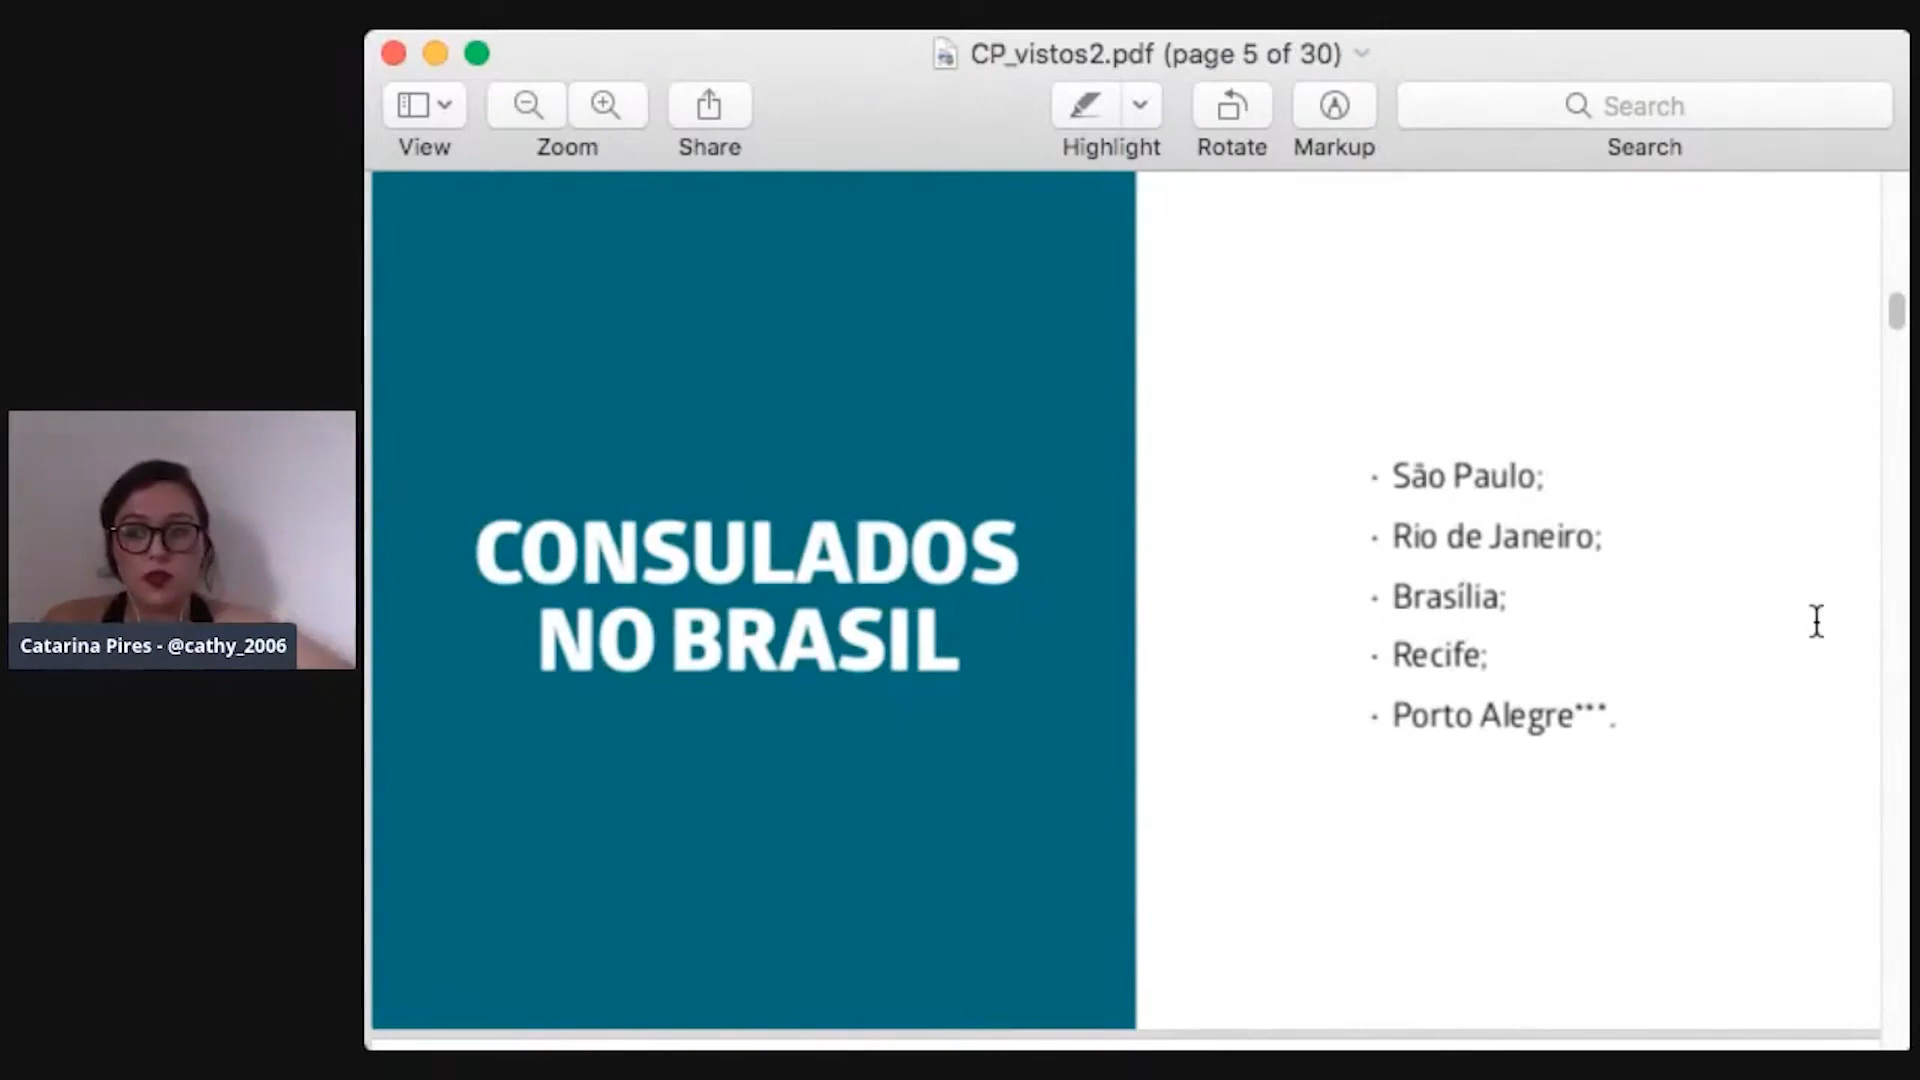 CP_vistos2.pdf (page 5 of 30)
Search
View
Zoom
Share
Highlight
Rotate
Markup
Search
CONSULADOS
NO BRASIL
· São Paulo;
· Rio de Janeiro;
· Brasília;
· Recife;
· Porto Alegre***.
Catarina Pires - @cathy_2006